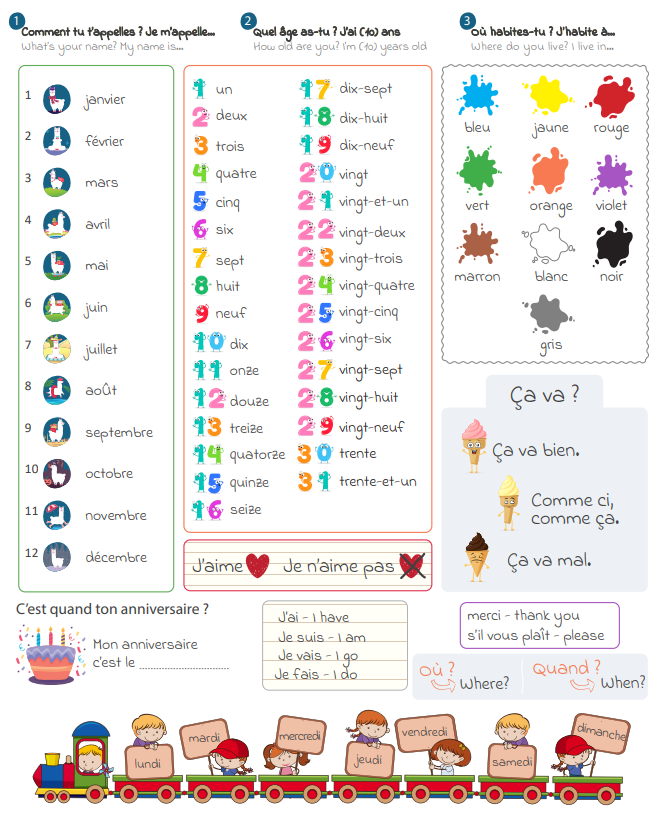 1
Comment tu t'appelles ? Je m'appelle...
What's your name? My name is...
2
Quel âge as-tu ? J'ai (10) ans
How old are you? I'm (10) years old
3
Où habites-tu ? J'habite à...
Where do you live? I live in...
1 janvier
2 février
3 mars
4 avril
5 mai
6 juin
7 juillet
8 août
9 septembre
10 octobre
11 novembre
12 décembre
1 un
2 deux
3 trois
4 quatre
5 cinq
6 six
7 sept
8 huit
9 neuf
10 dix
11 onze
12 douze
13 treize
14 quatorze
15 quinze
16 seize
17 dix-sept
18 dix-huit
19 dix-neuf
20 vingt
21 vingt-et-un
22 vingt-deux
23 vingt-trois
24 vingt-quatre
25 vingt-cinq
26 vingt-six
27 vingt-sept
28 vingt-huit
29 vingt-neuf
30 trente
31 trente-et-un
bleu jaune rouge
vert orange violet
marron blanc noir
gris
Ça va ?
Ça va bien.
Comme ci,
comme ça.
Ça va mal.
J'aime Je n'aime pas
C'est quand ton anniversaire ?
Mon anniversaire
c'est le ....................
J'ai - I have
Je suis - I am
Je vais - I go
Je fais - I do
merci - thank you
s'il vous plaît - please
Où ?
Where?
Quand ?
When?
lundi
mardi
mercredi
jeudi
vendredi
samedi
dimanche